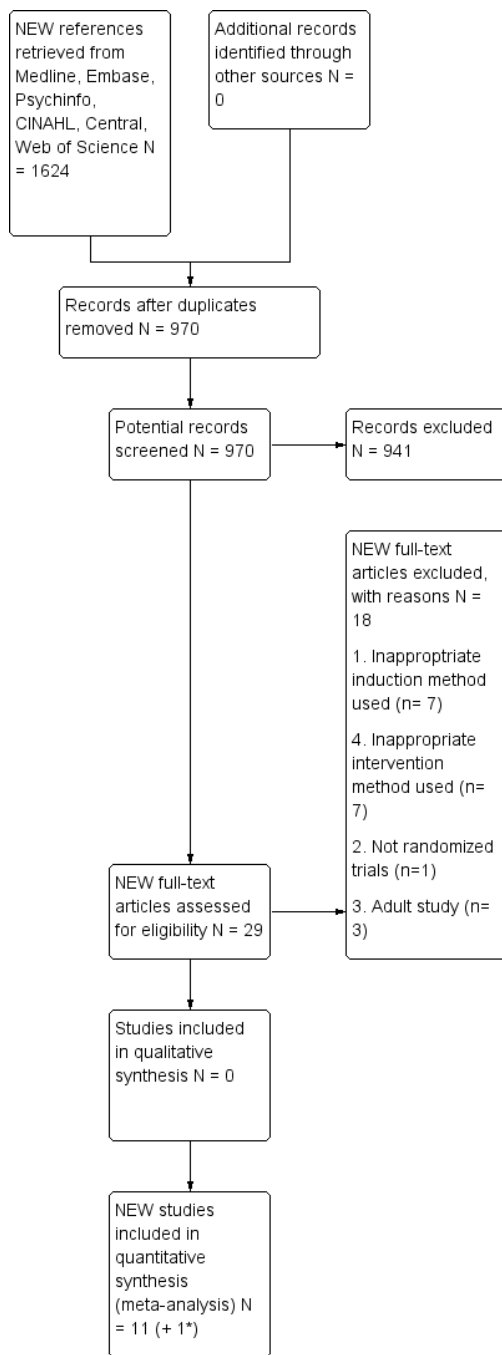 NEW references
retrieved from
Medline, Embase,
Psychinfo,
CINAHL, Central,
Web of Science N
= 1624
Additional records
identified through
other sources N =
0
Records after duplicates
removed N = 970
Potential records
screened N = 970
Records excluded
N = 941
NEW full-text
articles excluded,
with reasons N =
18
1. Inapproptriate
induction method
used (n= 7)
4. Inappropriate
intervention
method used (n=
7)
2. Not randomized
trials (n=1)
3. Adult study (n=
3)
NEW full-text
articles assessed
for eligibility N = 29
Studies included
in qualitative
synthesis N = 0
NEW studies
included in
quantitative
synthesis
(meta-analysis) N
= 11 (+ 1*)